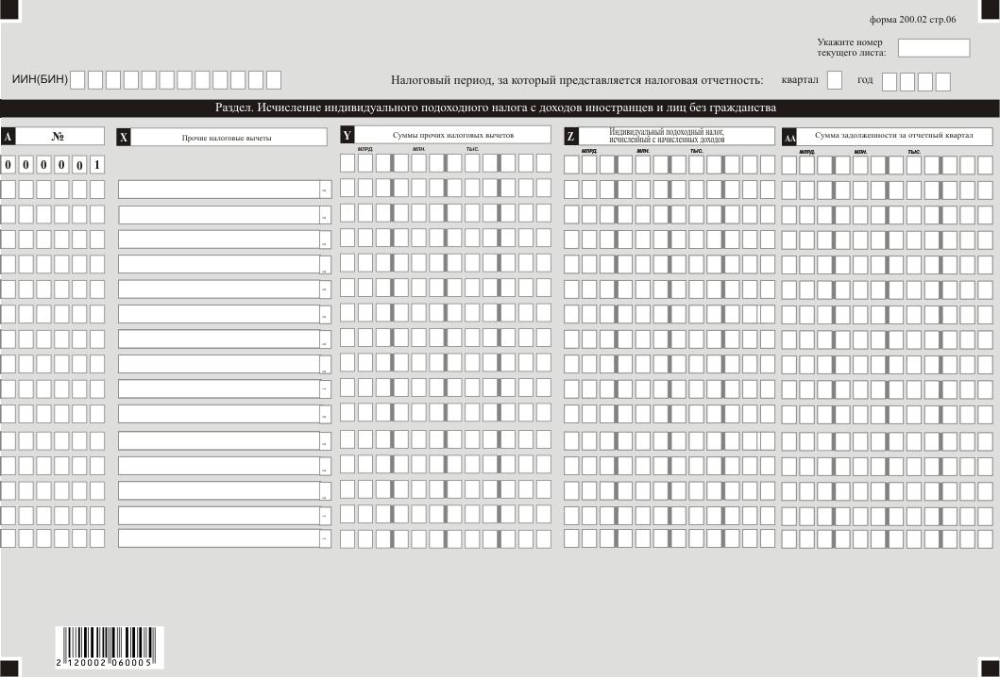 форма 200.02 стр.06
Укажите номер
текущего листа:
ИИН(БИН)
Налоговый период, за который представляется налоговая отчетность: квартал год
Раздел. Исчисление индивидуального подоходного налога с доходов иностранцев и лиц без гражданства
A №
X Прочие налоговые вычеты
Y Суммы прочих налоговых вычетов
Z Индивидуальный подоходный налог,
исчисленный с начисленных доходов
AA Сумма задолженности за отчетный квартал
млрд. млн. тыс.
млрд. млн. тыс.
млрд. млн. тыс.
0 0 0 0 0 1
2 120002 060005